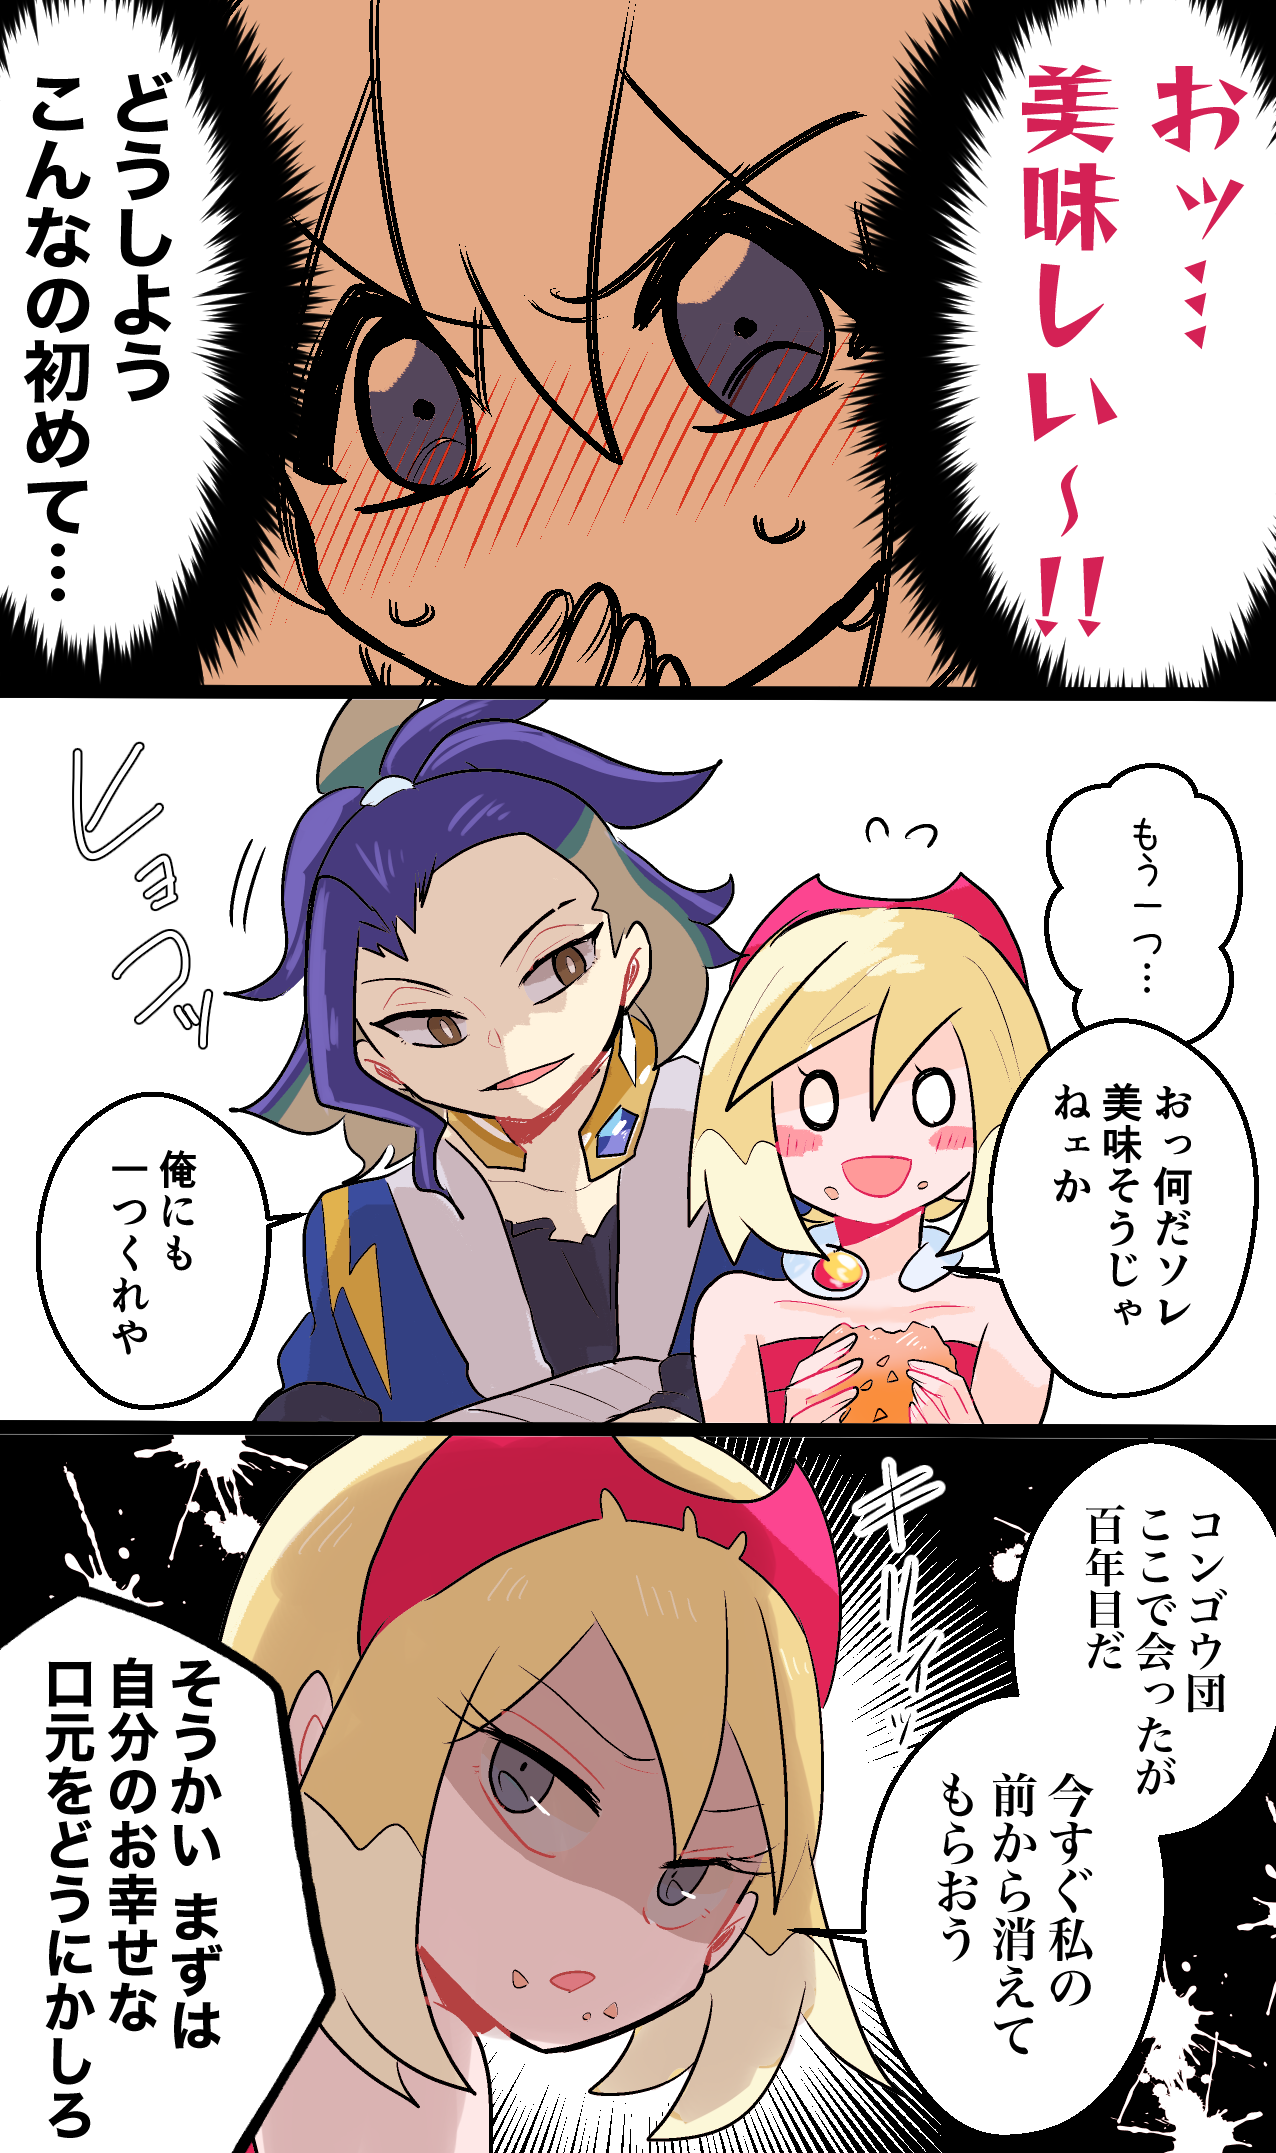 おッ…
美味しい～!!
どうしよう
こんなの初めて…
もう一つ…
おっ何だソレ
美味そうじゃ
ねェか
ヒョコッ
俺にも
一つくれや
コンゴウ団
ここで会ったが
百年目だ
キリィッ
今すぐ私の
前から消えて
もらおう
そうかい まずは
自分のお幸せな
口元をどうにかしろ